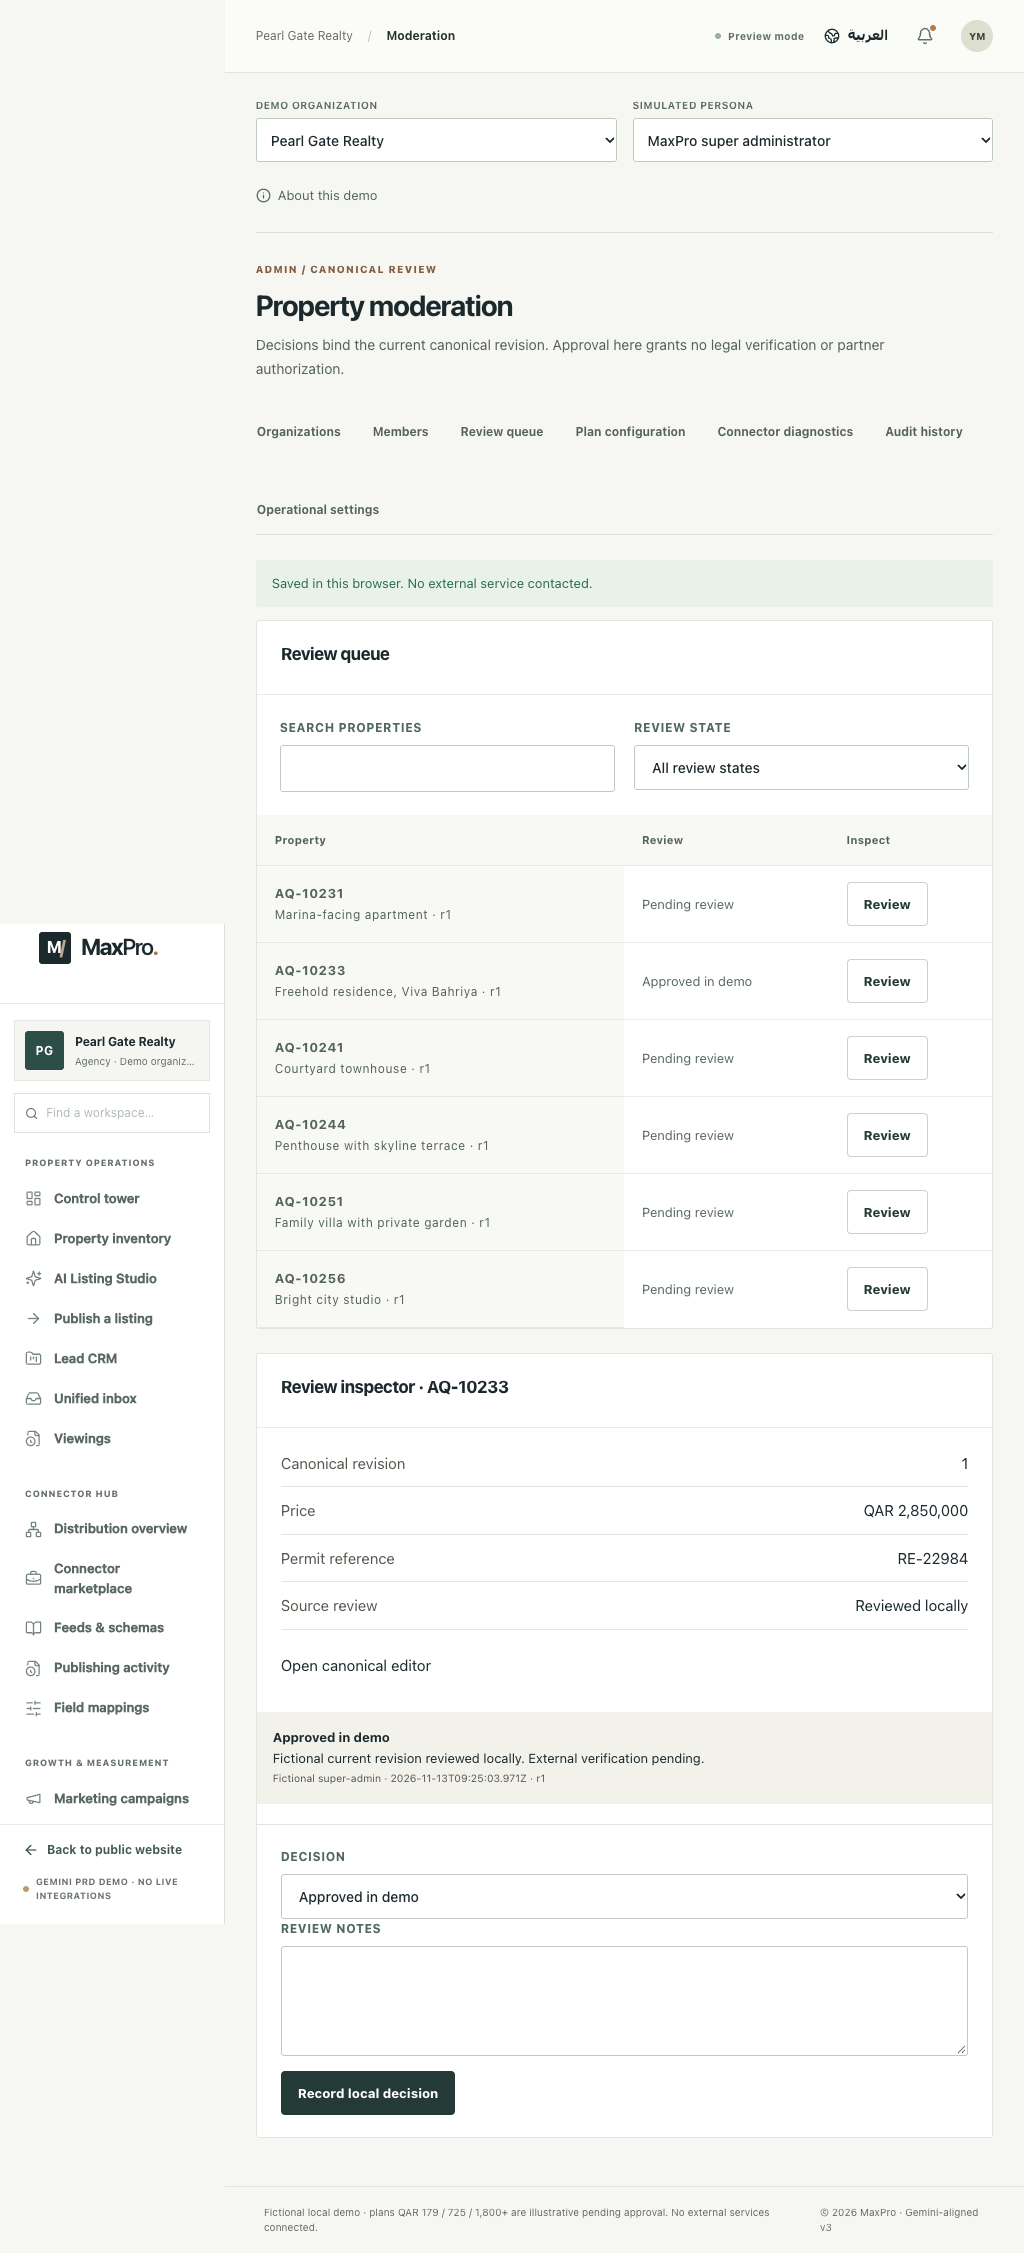 Pearl Gate Realty / Moderation
Preview mode
العربية
YM
DEMO ORGANIZATION
Pearl Gate Realty
SIMULATED PERSONA
MaxPro super administrator
About this demo
ADMIN / CANONICAL REVIEW
Property moderation
Decisions bind the current canonical revision. Approval here grants no legal verification or partner
authorization.
Organizations
Members
Review queue
Plan configuration
Connector diagnostics
Audit history
Operational settings
Saved in this browser. No external service contacted.
Review queue
SEARCH PROPERTIES
REVIEW STATE
All review states
Property
Review
Inspect
AQ-10231
Marina-facing apartment · r1
Pending review
Review
AQ-10233
Freehold residence, Viva Bahriya · r1
Approved in demo
Review
AQ-10241
Courtyard townhouse · r1
Pending review
Review
AQ-10244
Penthouse with skyline terrace · r1
Pending review
Review
AQ-10251
Family villa with private garden · r1
Pending review
Review
AQ-10256
Bright city studio · r1
Pending review
Review
Review inspector · AQ-10233
Canonical revision
1
Price
QAR 2,850,000
Permit reference
RE-22984
Source review
Reviewed locally
Open canonical editor
Approved in demo
Fictional current revision reviewed locally. External verification pending.
Fictional super-admin · 2026-11-13T09:25:03.971Z · r1
DECISION
Approved in demo
REVIEW NOTES
Record local decision
Fictional local demo · plans QAR 179 / 725 / 1,800+ are illustrative pending approval. No external services
connected.
© 2026 MaxPro · Gemini-aligned
v3
M/
MaxPro.
PG
Pearl Gate Realty
Agency · Demo organiz...
Find a workspace...
PROPERTY OPERATIONS
Control tower
Property inventory
AI Listing Studio
Publish a listing
Lead CRM
Unified inbox
Viewings
CONNECTOR HUB
Distribution overview
Connector
marketplace
Feeds & schemas
Publishing activity
Field mappings
GROWTH & MEASUREMENT
Marketing campaigns
Back to public website
GEMINI PRD DEMO · NO LIVE
INTEGRATIONS